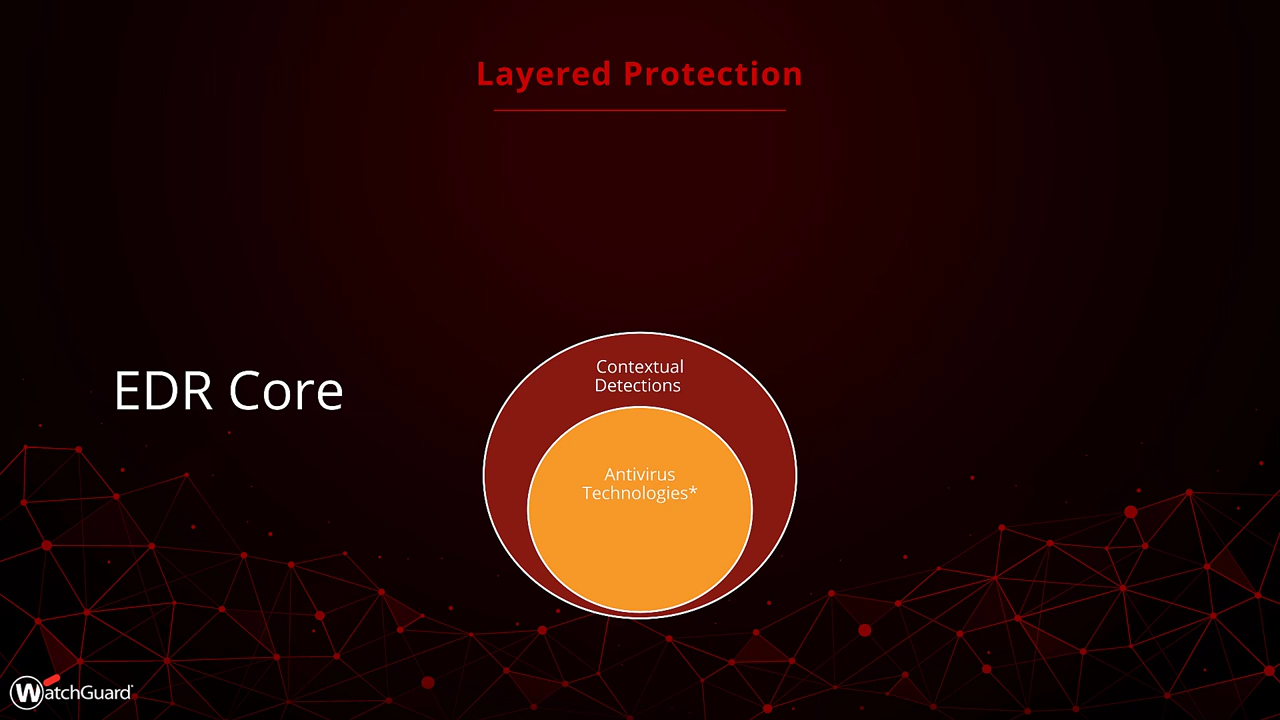 Layered Protection
EDR Core
Contextual
Detections
Antivirus
Technologies*
WatchGuard